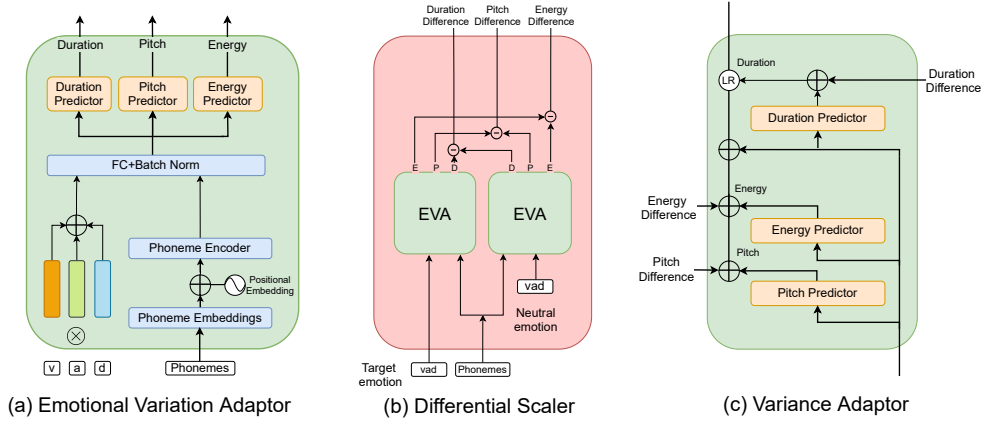 Duration Pitch Energy
Duration Predictor
Pitch Predictor
Energy Predictor
FC+Batch Norm
Phoneme Encoder
Positional
Embedding
Phoneme Embeddings
v a d
Phonemes
(a) Emotional Variation Adaptor
Duration
Difference
Pitch
Difference
Energy
Difference
E P D D P E
EVA EVA
vad
Neutral
emotion
Target
emotion
vad
Phonemes
(b) Differential Scaler
Duration
LR
Duration
Difference
Duration Predictor
Energy
Energy
Difference
Energy Predictor
Pitch
Pitch
Difference
Pitch Predictor
(c) Variance Adaptor